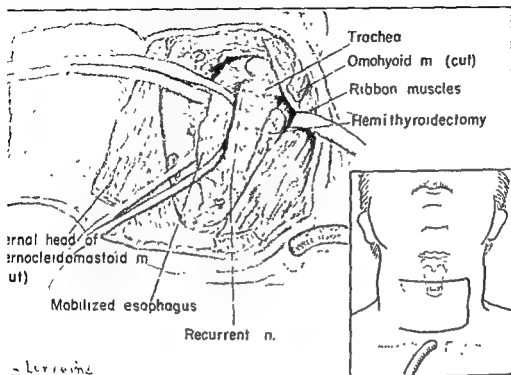 Trachea
Omohyoid m (cut)
Ribbon muscles
Hemithyroidectomy
ernal head of
ernocleidomastoid m
cut)
Mobilized esophagus
Recurrent n.